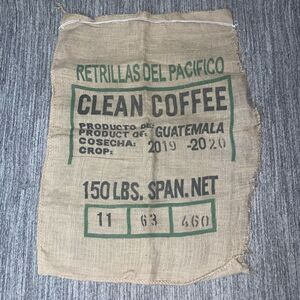 RETRILLAS DEL PACIFICO
CLEAN COFFEE
PRODUCTO DE:
PRODUCT OF: GUATEMALA
COSECHA: 2019 -2020
CROP:
150 LBS. SPAN. NET
11 63 460